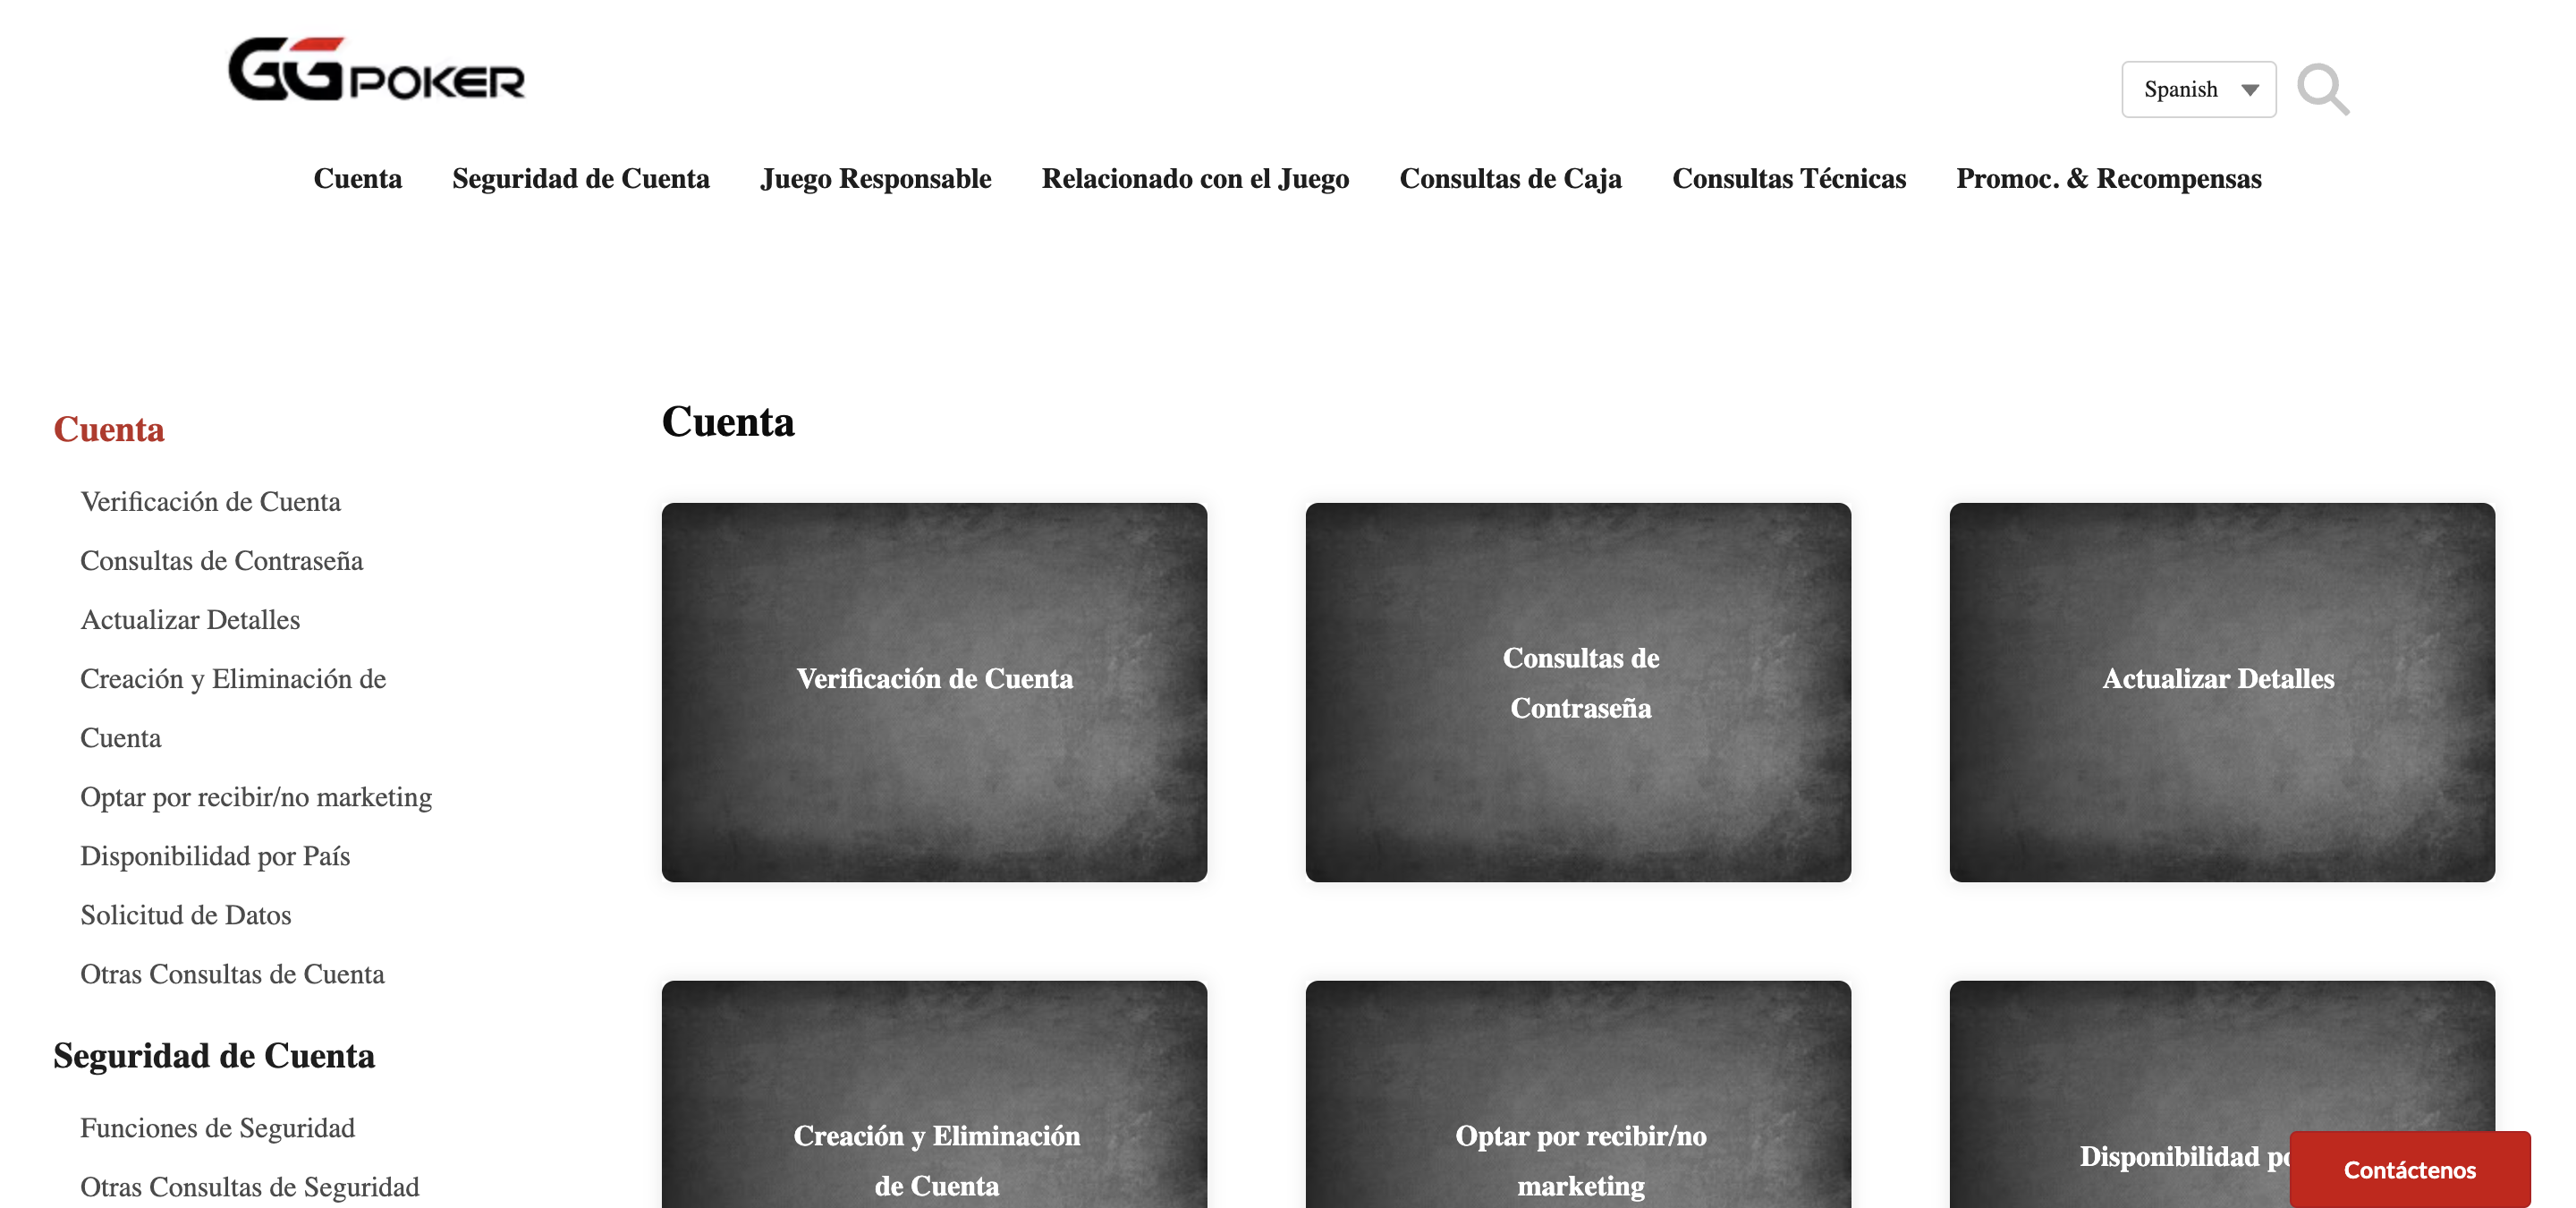 GGPOKER
Spanish
Cuenta
Seguridad de Cuenta
Juego Responsable
Relacionado con el Juego
Consultas de Caja
Consultas Técnicas
Promoc. & Recompensas
Cuenta
Verificación de Cuenta
Consultas de Contraseña
Actualizar Detalles
Creación y Eliminación de
Cuenta
Optar por recibir/no marketing
Disponibilidad por País
Solicitud de Datos
Otras Consultas de Cuenta
Seguridad de Cuenta
Funciones de Seguridad
Otras Consultas de Seguridad
Cuenta
Verificación de Cuenta
Consultas de
Contraseña
Actualizar Detalles
Creación y Eliminación
de Cuenta
Optar por recibir/no
marketing
Disponibilidad
Contáctenos